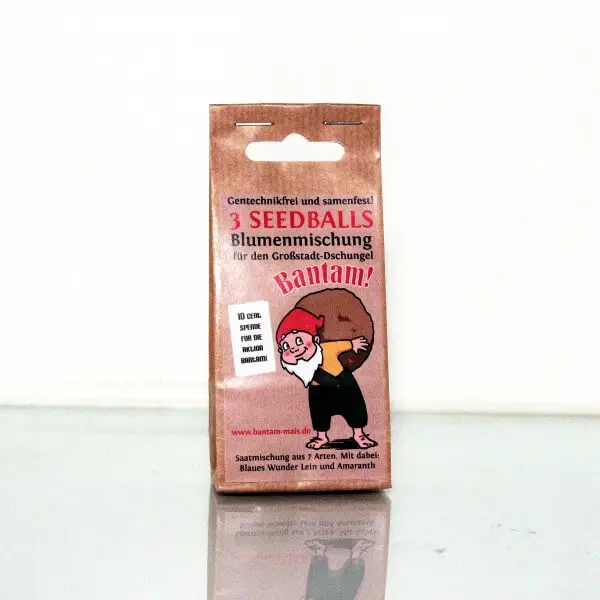 Gentechnikfrei und samenfest!
3 SEEDBALLS
Blumenmischung
für den Großstadt-Dschungel
Bantam!
10 CENT
SPENDE
FÜR DIE
AKTION
BANTAM!
www.bantam-mais.de
Saatmischung aus 7 Arten. Mit dabei:
Blaues Wunder Lein und Amaranth